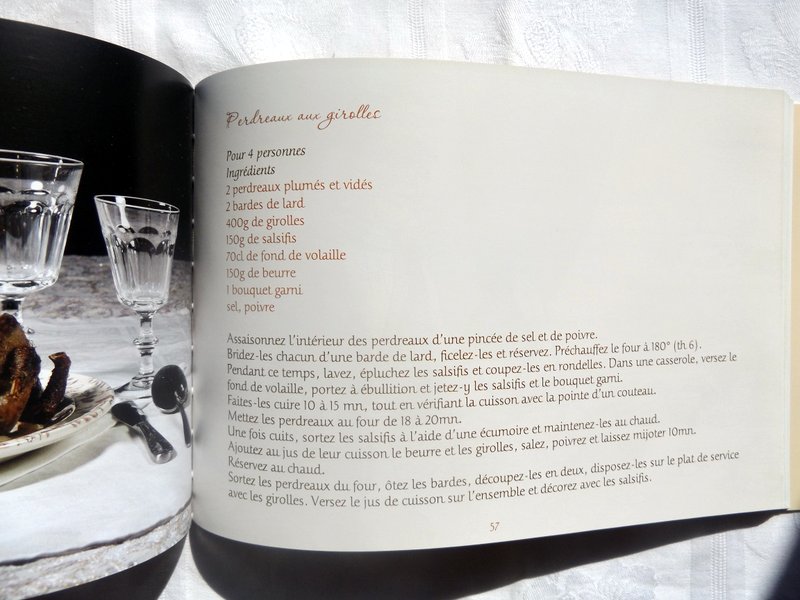 Perdreaux aux girolles
Pour 4 personnes
Ingrédients
2 perdreaux plumés et vidés
2 bardes de lard
400g de girolles
150g de salsifis
70cl de fond de volaille
150g de beurre
1 bouquet garni
sel, poivre
Assaisonnez l'intérieur des perdreaux d'une pincée de sel et de poivre.
Bridez-les chacun d'une barde de lard, ficelez-les et réservez. Préchauffez le four à 180° (th 6).
Pendant ce temps, lavez, épluchez les salsifis et coupez-les en rondelles. Dans une casserole, versez le
fond de volaille, portez à ébullition et jetez-y les salsifis et le bouquet garni.
Faites-les cuire 10 à 15 mn, tout en vérifiant la cuisson avec la pointe d'un couteau.
Mettez les perdreaux au four de 18 à 20mn.
Une fois cuits, sortez les salsifis à l'aide d'une écumoire et maintenez-les au chaud.
Ajoutez au jus de leur cuisson le beurre et les girolles, salez, poivrez et laissez mijoter 10mn.
Réservez au chaud.
Sortez les perdreaux du four, ôtez les bardes, découpez-les en deux, disposez-les sur le plat de service
avec les girolles. Versez le jus de cuisson sur l'ensemble et décorez avec les salsifis.
57